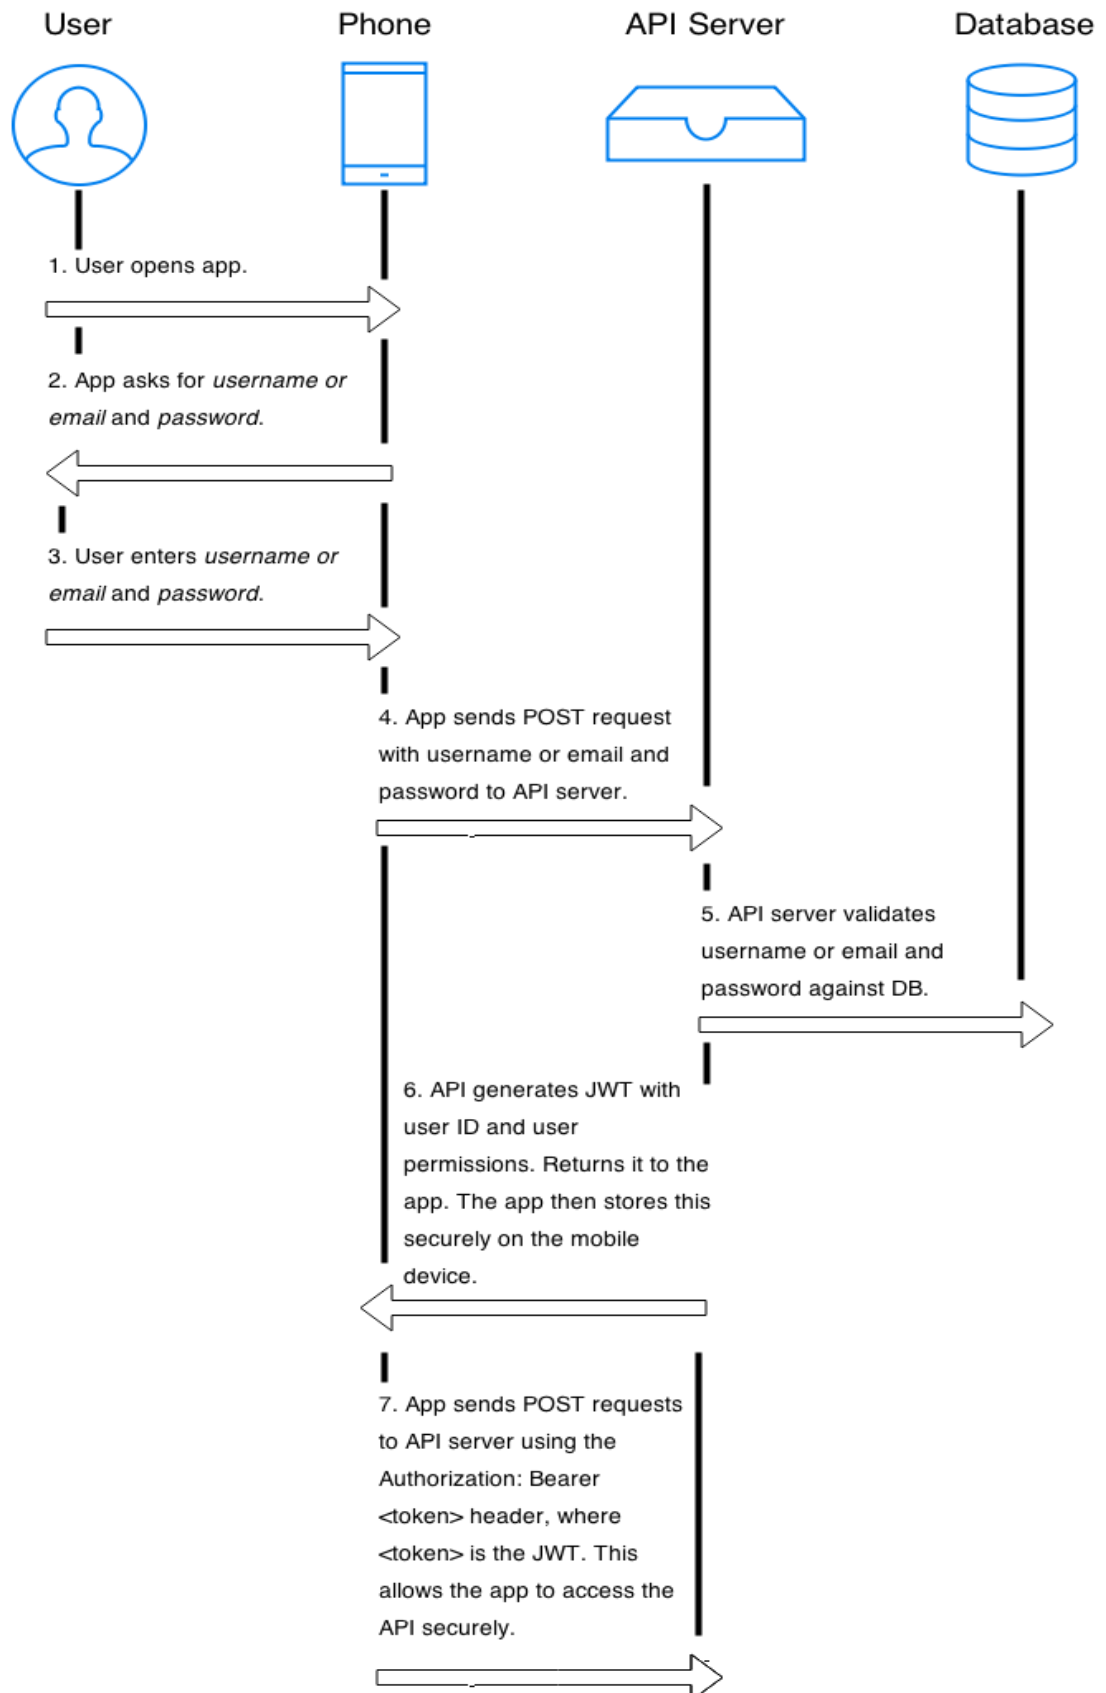 User
Phone
API Server
Database
1. User opens app.
2. App asks for username or
email and password.
3. User enters username or
email and password.
4. App sends POST request
with username or email and
password to API server.
5. API server validates
username or email and
password against DB.
6. API generates JWT with
user ID and user
permissions. Returns it to the
app. The app then stores this
securely on the mobile
device.
7. App sends POST requests
to API server using the
Authorization: Bearer
<token> header, where
<token> is the JWT. This
allows the app to access the
API securely.